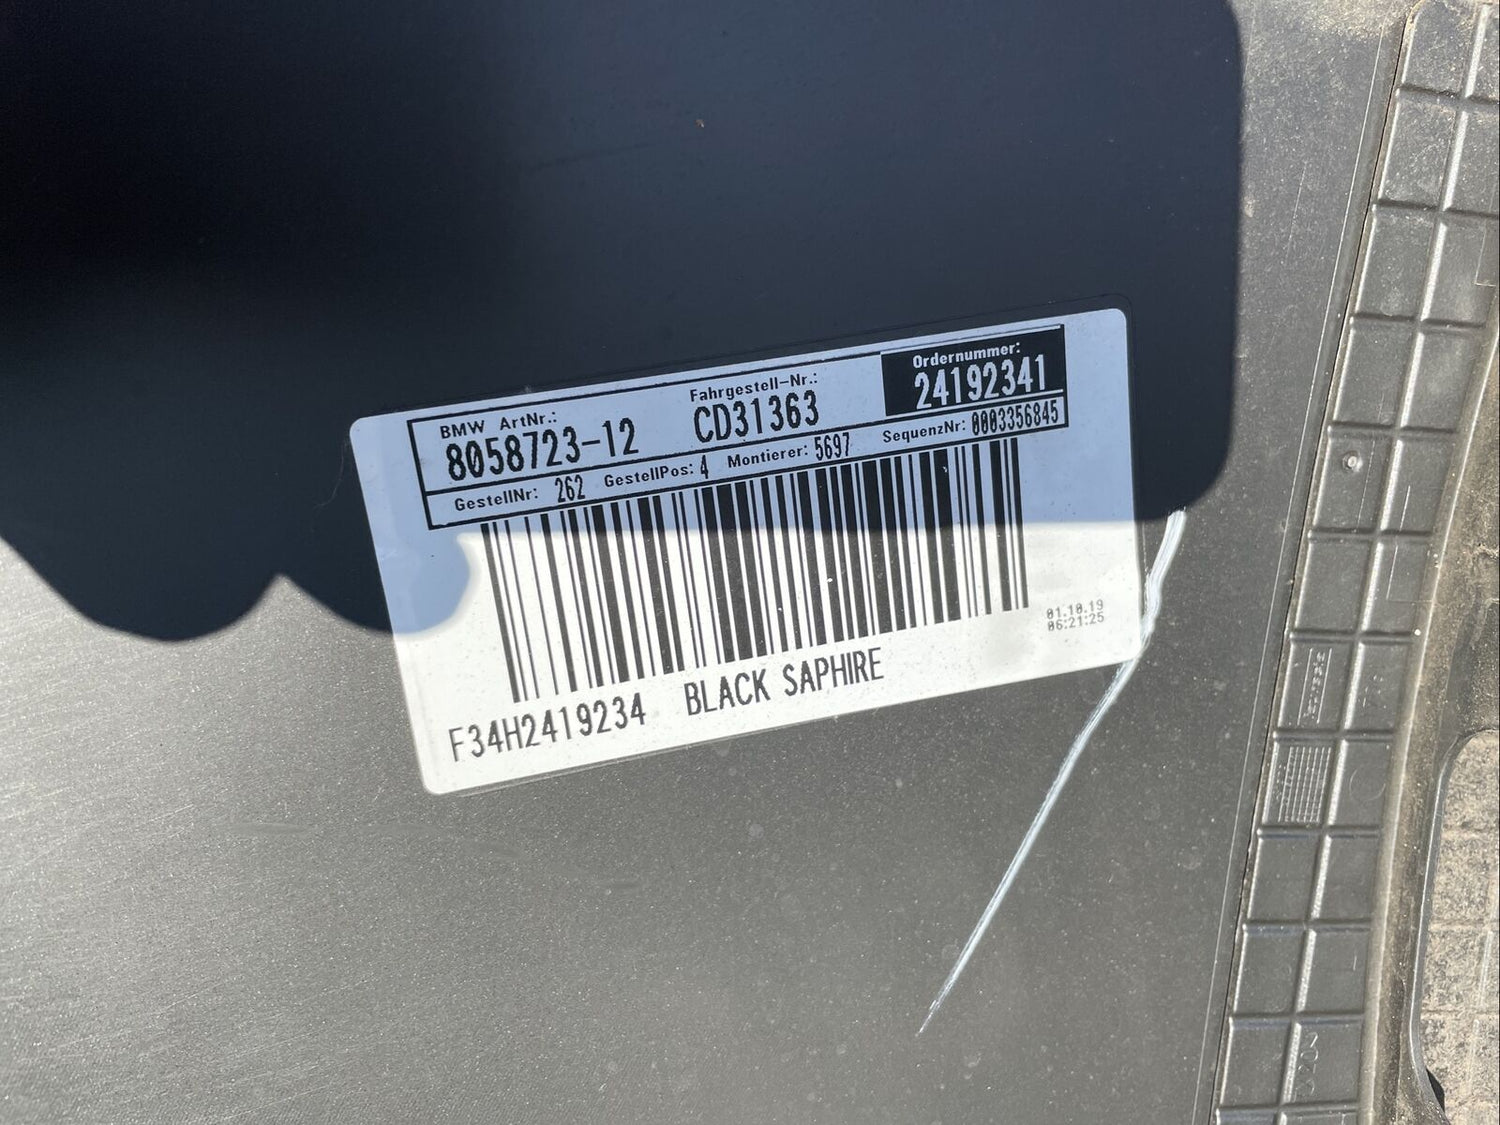 BMW ArtNr.: Fahrgestell-Nr.: Ordernummer:
8058723-12 CD31363 24192341
GestellNr: 262 GestellPos: 4 Montierer: 5697 SequenzNr: 0003356845
01.10.19
06:21:25
F34H2419234 BLACK SAPHIRE